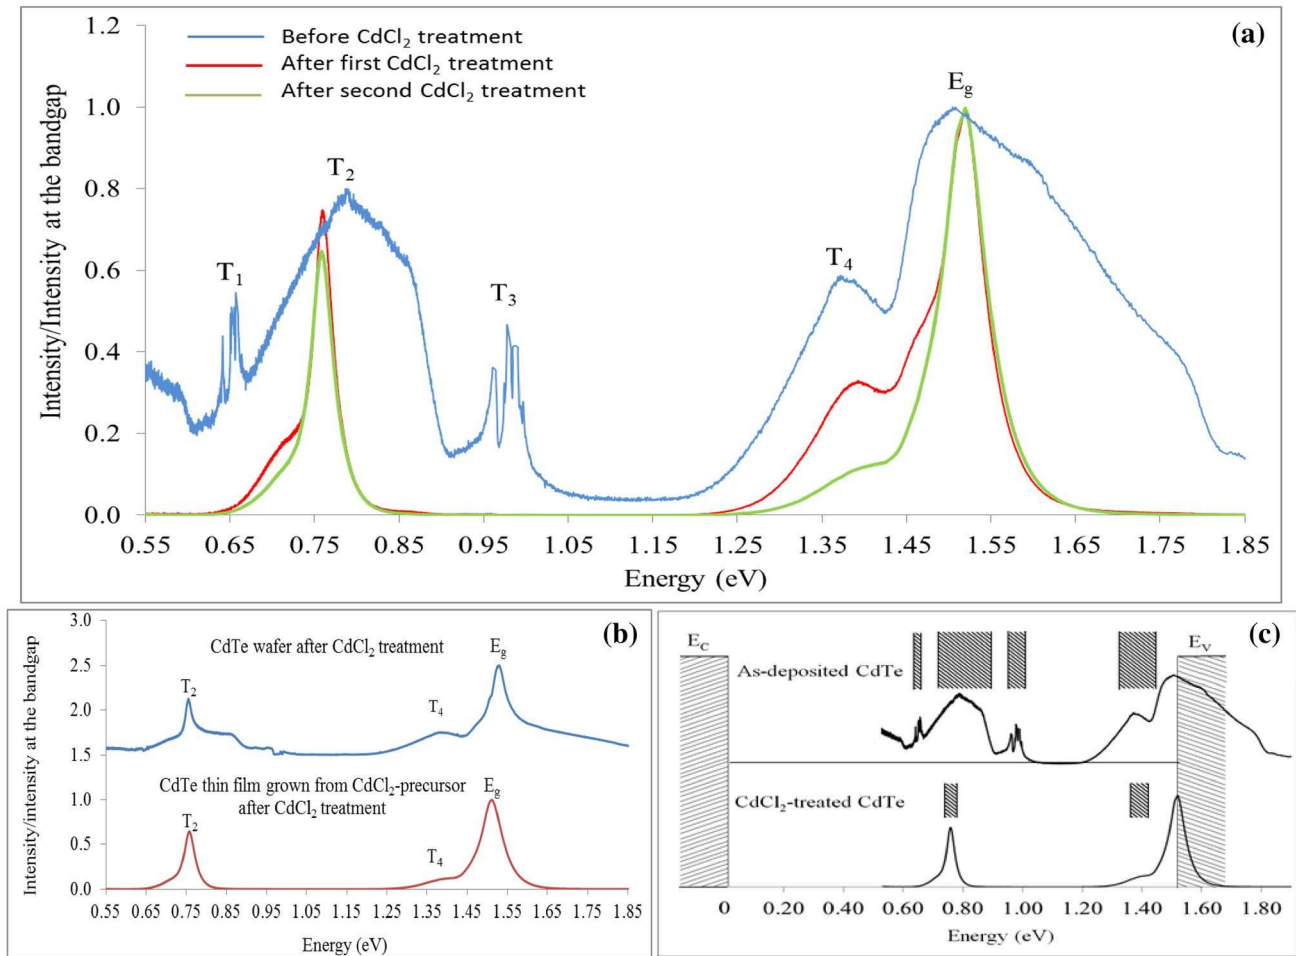 (a)
Before CdCl₂ treatment
After first CdCl₂ treatment
After second CdCl₂ treatment
Intensity/Intensity at the bandgap
1.2
1.0
0.8
0.6
0.4
0.2
0.0
T₁
T₂
T₃
T₄
E_g
0.55 0.65 0.75 0.85 0.95 1.05 1.15 1.25 1.35 1.45 1.55 1.65 1.75 1.85
Energy (eV)
(b)
Intensity/intensity at the bandgap
3.0
2.5
2.0
1.5
1.0
0.5
0.0
CdTe wafer after CdCl₂ treatment
T₂
T₄
E_g
CdTe thin film grown from CdCl₂-precursor
after CdCl₂ treatment
T₂
T₄
E_g
0.55 0.65 0.75 0.85 0.95 1.05 1.15 1.25 1.35 1.45 1.55 1.65 1.75 1.85
Energy (eV)
(c)
E_C
E_V
As-deposited CdTe
CdCl₂-treated CdTe
0 0.20 0.40 0.60 0.80 1.00 1.20 1.40 1.60 1.80
Energy (eV)